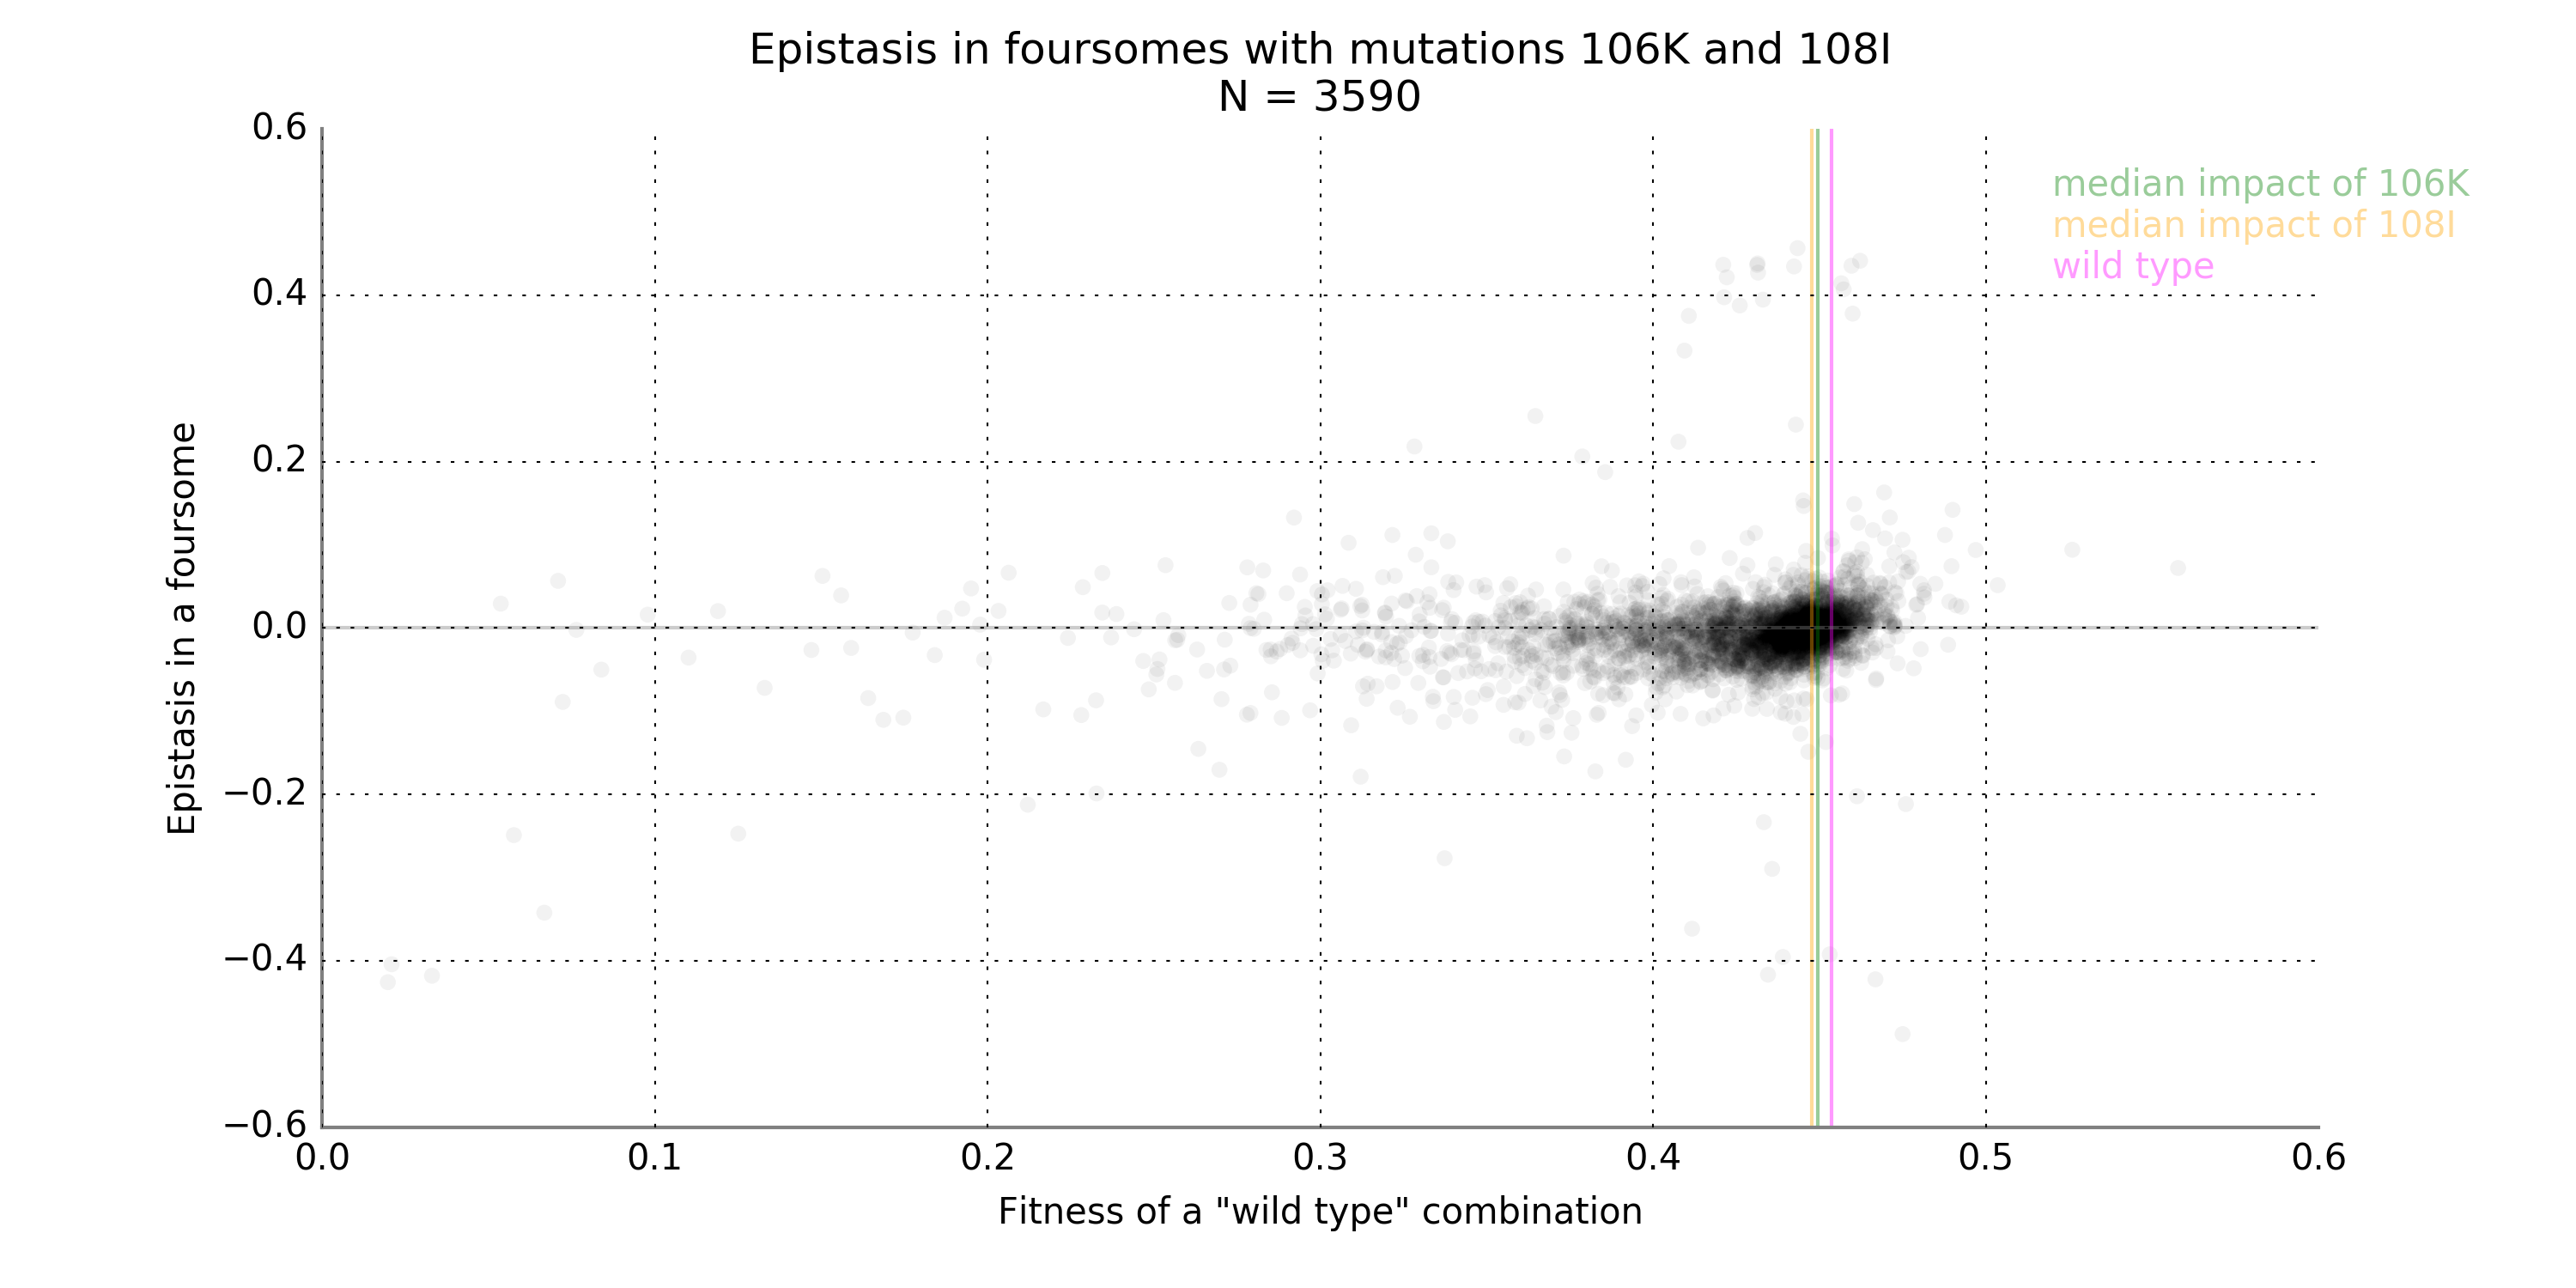 Epistasis in foursomes with mutations 106K and 108I
N = 3590
0.6
0.4
0.2
0.0
−0.2
−0.4
−0.6
Epistasis in a foursome
median impact of 106K
median impact of 108I
wild type
0.0 0.1 0.2 0.3 0.4 0.5 0.6
Fitness of a "wild type" combination